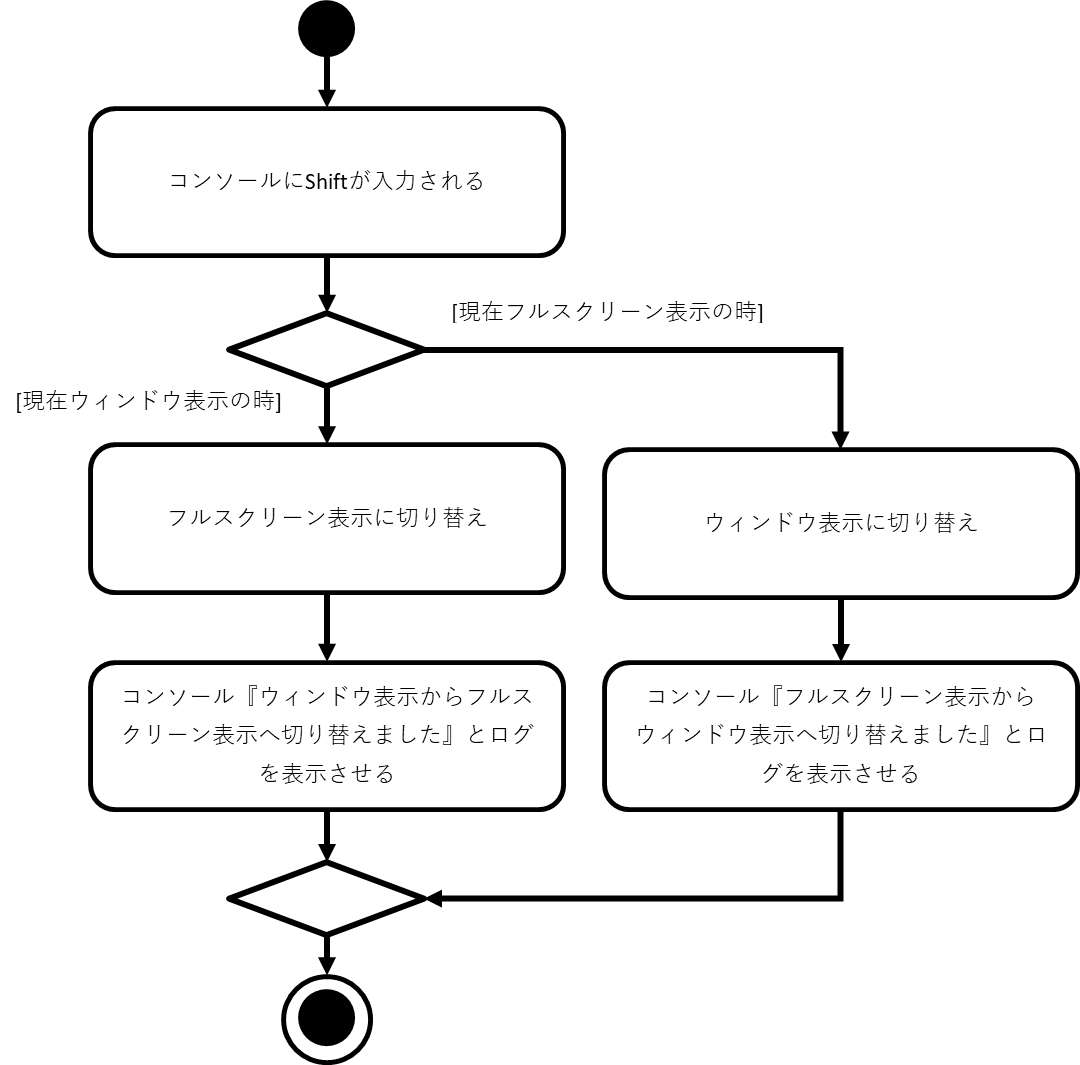 コンソールにShiftが入力される
[現在フルスクリーン表示の時]
[現在ウィンドウ表示の時]
フルスクリーン表示に切り替え
ウィンドウ表示に切り替え
コンソール『ウィンドウ表示からフルス
クリーン表示へ切り替えました』とログ
を表示させる
コンソール『フルスクリーン表示から
ウィンドウ表示へ切り替えました』とロ
グを表示させる